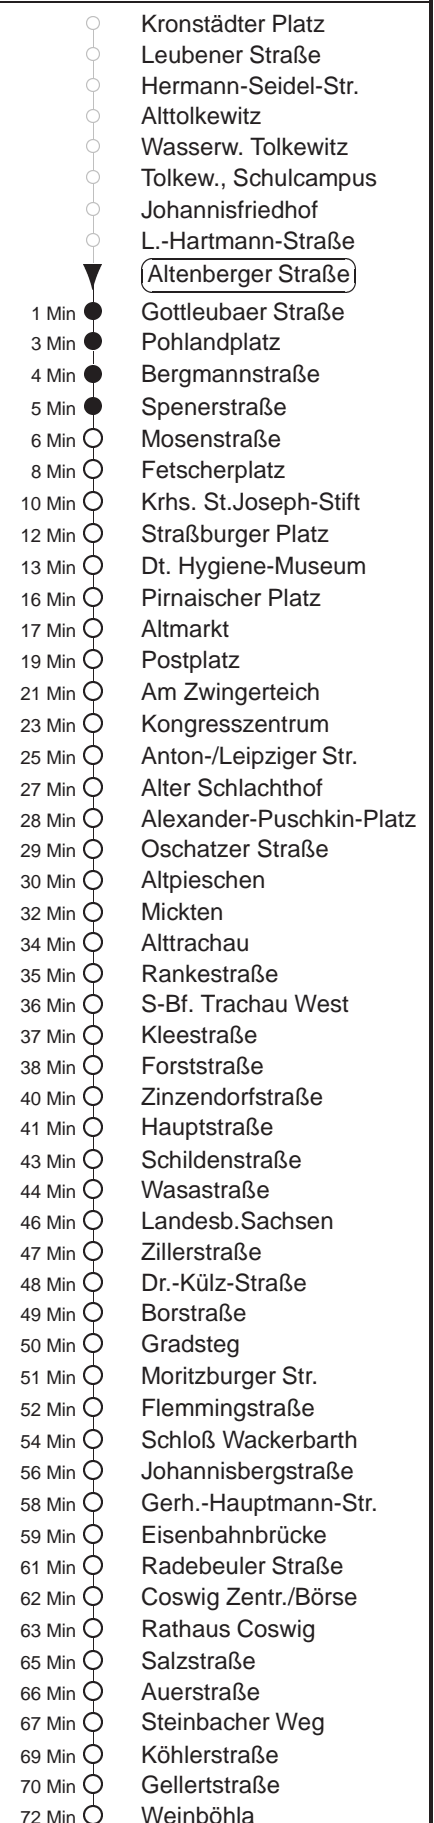 Kronstädter Platz
Leubener Straße
Hermann-Seidel-Str.
Alttolkewitz
Wasserw. Tolkewitz
Tolkew., Schulcampus
Johannisfriedhof
L.-Hartmann-Straße
Altenberger Straße
1 Min Gottleubaer Straße
3 Min Pohlandplatz
4 Min Bergmannstraße
5 Min Spenerstraße
6 Min Mosenstraße
8 Min Fetscherplatz
10 Min Krhs. St.Joseph-Stift
12 Min Straßburger Platz
13 Min Dt. Hygiene-Museum
16 Min Pirnaischer Platz
17 Min Altmarkt
19 Min Postplatz
21 Min Am Zwingerteich
23 Min Kongresszentrum
25 Min Anton-/Leipziger Str.
27 Min Alter Schlachthof
28 Min Alexander-Puschkin-Platz
29 Min Oschatzer Straße
30 Min Altpieschen
32 Min Mickten
34 Min Alttrachau
35 Min Rankestraße
36 Min S-Bf. Trachau West
37 Min Kleestraße
38 Min Forststraße
40 Min Zinzendorfstraße
41 Min Hauptstraße
43 Min Schildenstraße
44 Min Wasastraße
46 Min Landesb.Sachsen
47 Min Zillerstraße
48 Min Dr.-Külz-Straße
49 Min Borstraße
50 Min Gradsteg
51 Min Moritzburger Str.
52 Min Flemmingstraße
54 Min Schloß Wackerbarth
56 Min Johannisbergstraße
58 Min Gerh.-Hauptmann-Str.
59 Min Eisenbahnbrücke
61 Min Radebeuler Straße
62 Min Coswig Zentr./Börse
63 Min Rathaus Coswig
65 Min Salzstraße
66 Min Auerstraße
67 Min Steinbacher Weg
69 Min Köhlerstraße
70 Min Gellertstraße
72 Min Weinböhla